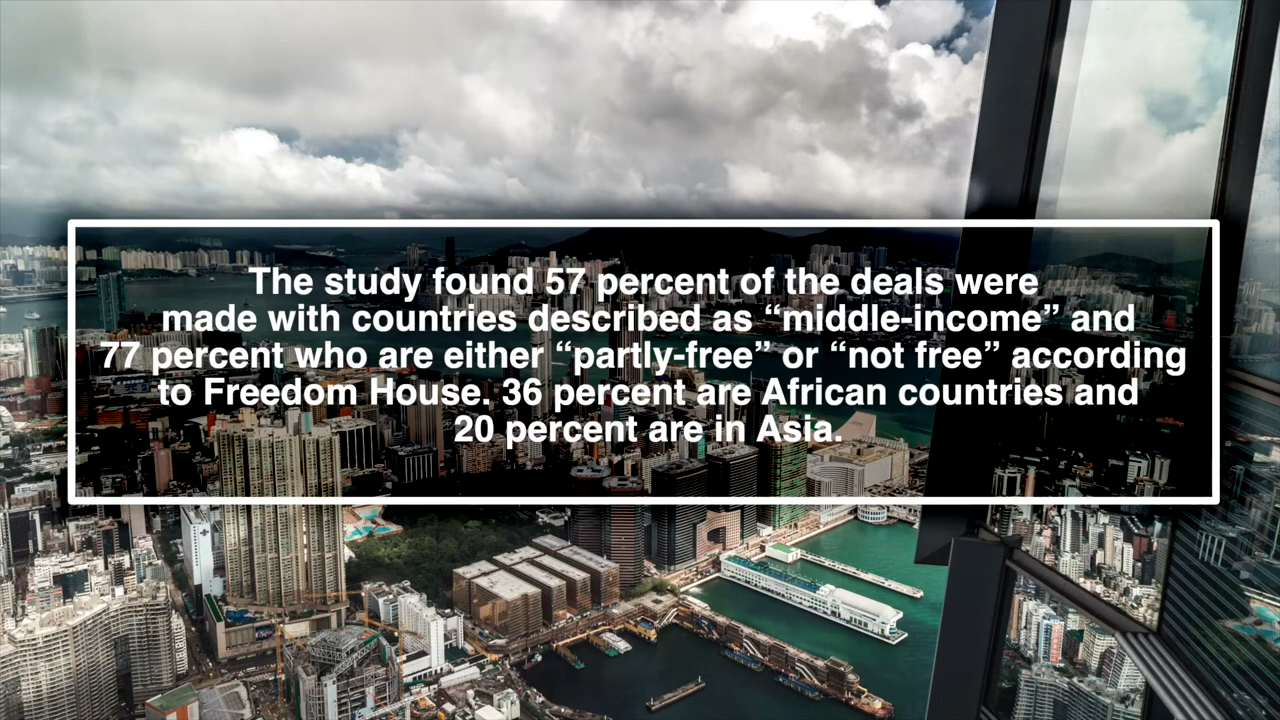 The study found 57 percent of the deals were
made with countries described as “middle-income” and
77 percent who are either “partly-free” or “not free” according
to Freedom House. 36 percent are African countries and
20 percent are in Asia.